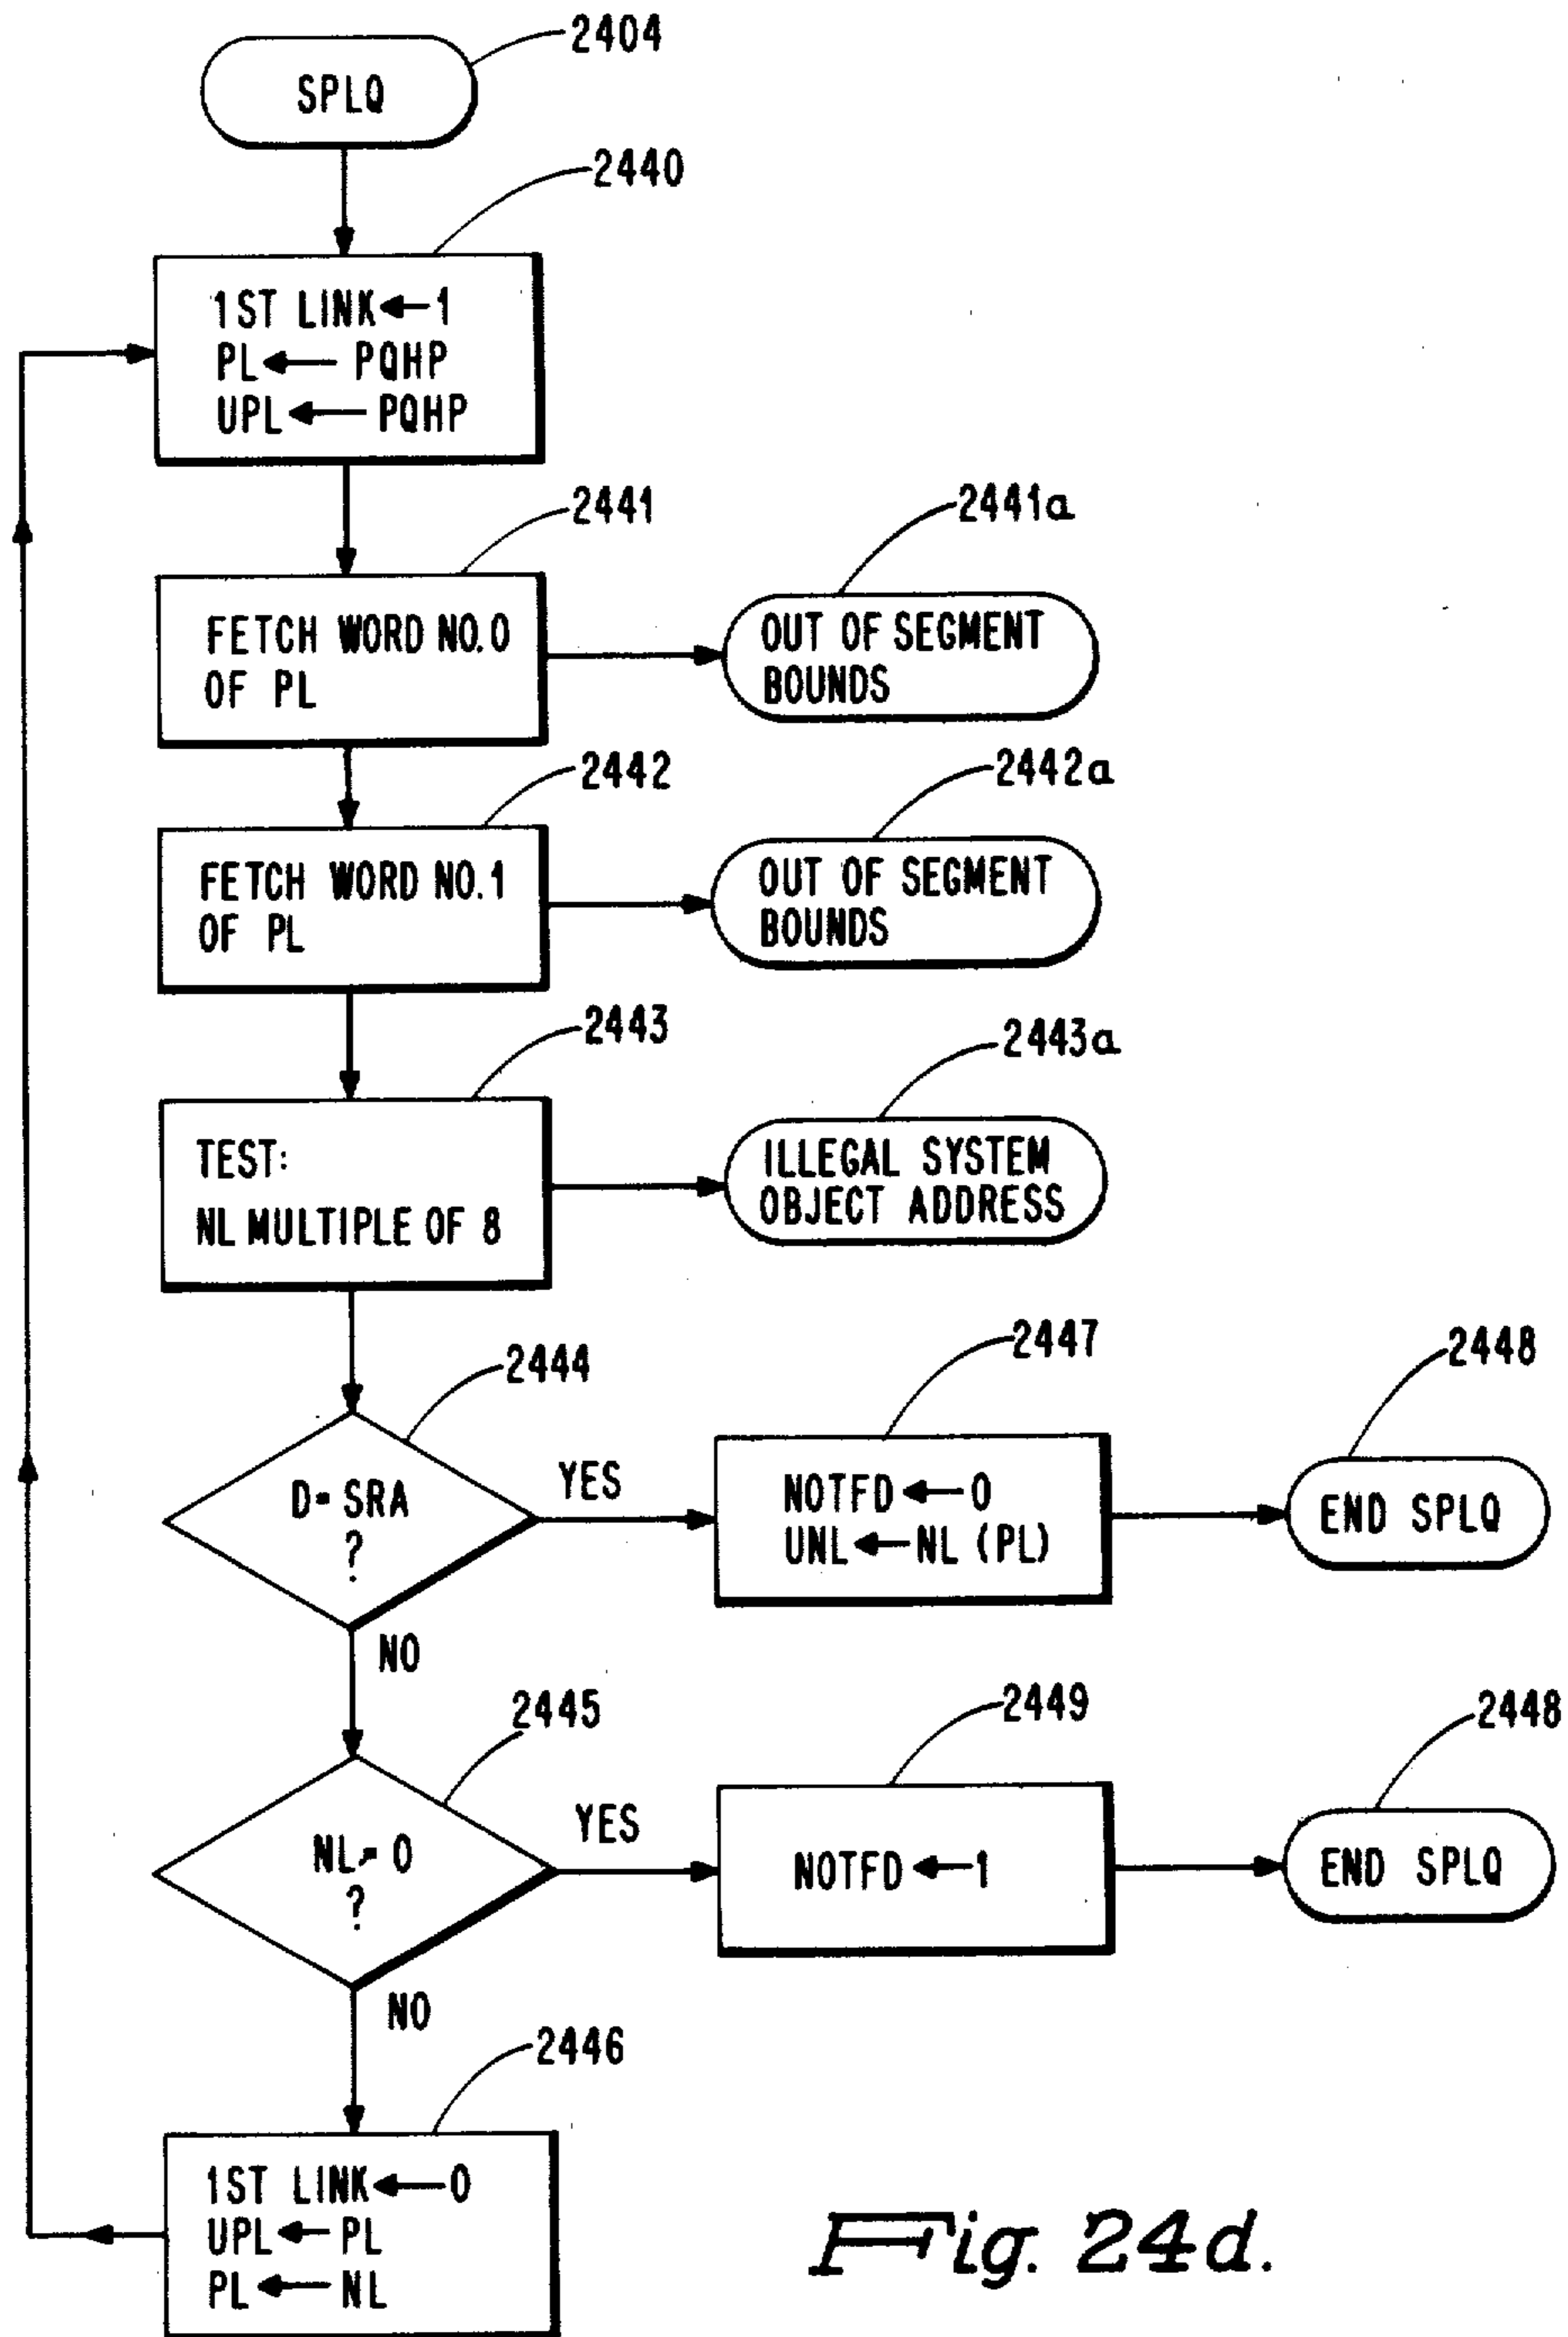 2404
SPLQ
2440
1ST LINK←1
PL← PQHP
UPL← PQHP
2441
2441a
FETCH WORD NO.0
OF PL
OUT OF SEGMENT
BOUNDS
2442
2442a
FETCH WORD NO.1
OF PL
OUT OF SEGMENT
BOUNDS
2443
2443a
TEST:
NL MULTIPLE OF 8
ILLEGAL SYSTEM
OBJECT ADDRESS
2444
2447
2448
D=SRA
?
YES
NOTFD←0
UNL←NL (PL)
END SPLQ
NO
2445
2449
2448
NL=0
?
YES
NOTFD←1
END SPLQ
NO
2446
1ST LINK←0
UPL←PL
PL←NL
Fig. 24d.